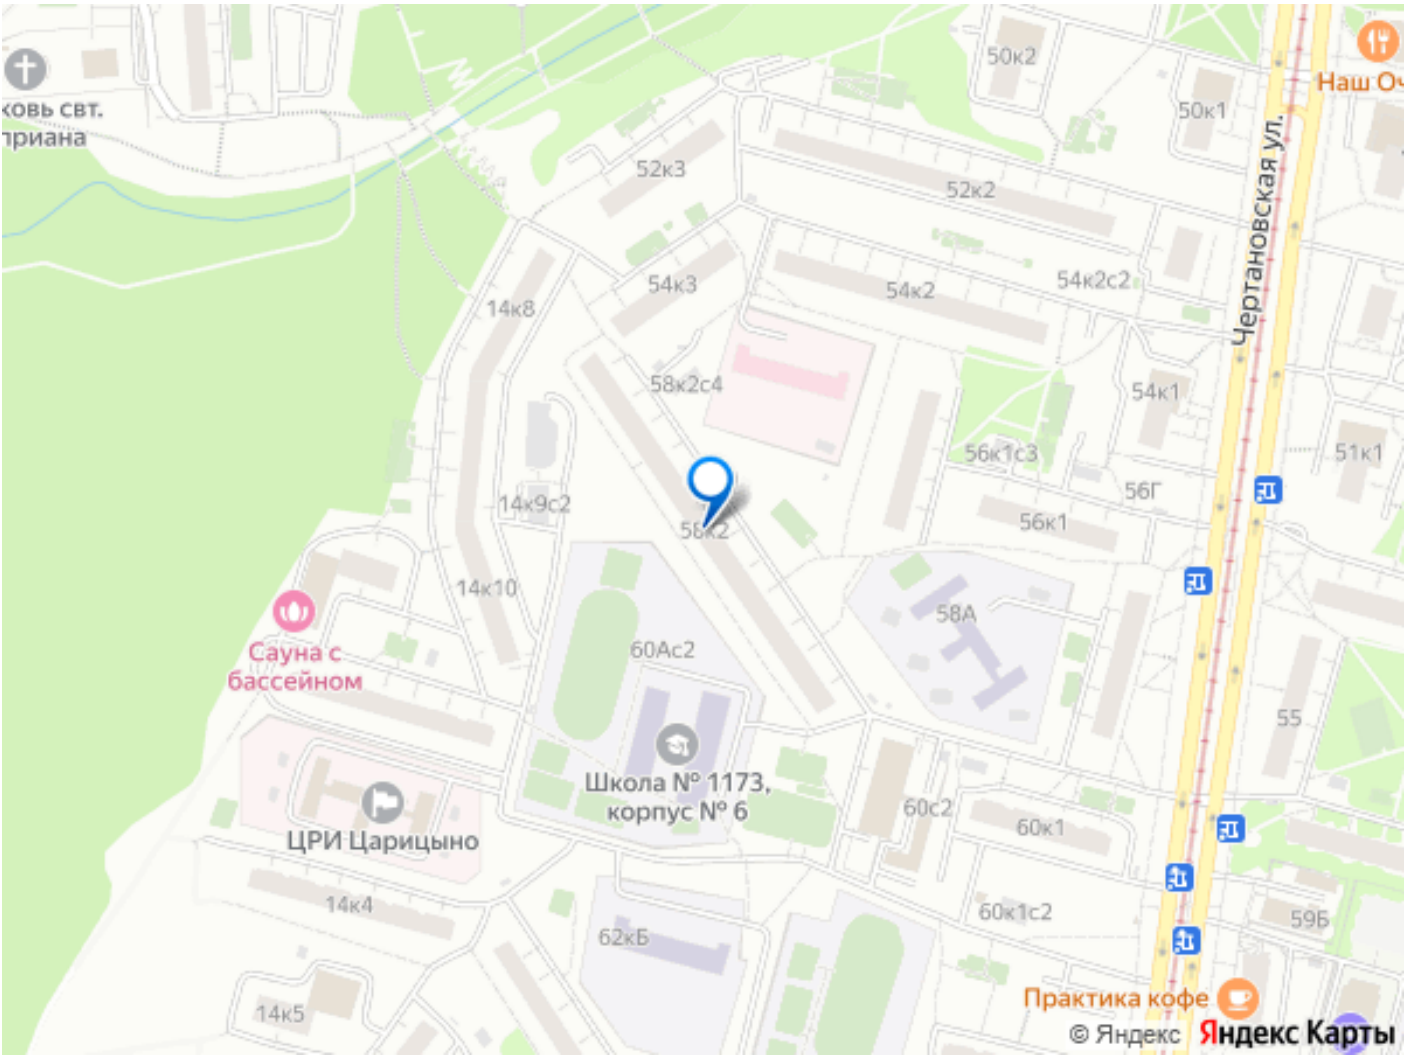 50к2
Наш Оч
ковь свт.
приана
50к1
Чертановская ул.
52к3
52к2
54к3
54к2
54к2с2
14к8
58к2с4
54к1
56к1с3
51к1
14к9с2
56Г
56к1
58к2
14к10
58А
Сауна с
бассейном
60Ас2
55
Школа № 1173,
корпус № 6
60с2
60к1
ЦРИ Царицыно
14к4
60к1с2
59Б
62кБ
14к5
Практика кофе
© Яндекс Яндекс Карты